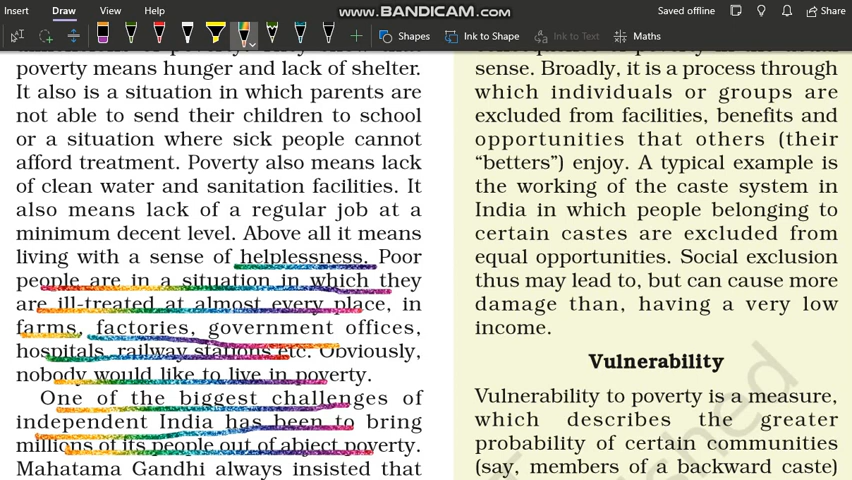 WWW.BANDICAM.COM
Insert Draw View Help Saved offline Share
Shapes Ink to Shape Ink to Text Maths
poverty means hunger and lack of shelter.
It also is a situation in which parents are
not able to send their children to school
or a situation where sick people cannot
afford treatment. Poverty also means lack
of clean water and sanitation facilities. It
also means lack of a regular job at a
minimum decent level. Above all it means
living with a sense of helplessness. Poor
people are in a situation in which they
are ill-treated at almost every place, in
farms, factories, government offices,
hospitals, railway stations etc. Obviously,
nobody would like to live in poverty.
One of the biggest challenges of
independent India has been to bring
millions of its people out of abject poverty.
Mahatama Gandhi always insisted that
sense. Broadly, it is a process through
which individuals or groups are
excluded from facilities, benefits and
opportunities that others (their
“betters”) enjoy. A typical example is
the working of the caste system in
India in which people belonging to
certain castes are excluded from
equal opportunities. Social exclusion
thus may lead to, but can cause more
damage than, having a very low
income.
Vulnerability
Vulnerability to poverty is a measure,
which describes the greater
probability of certain communities
(say, members of a backward caste)